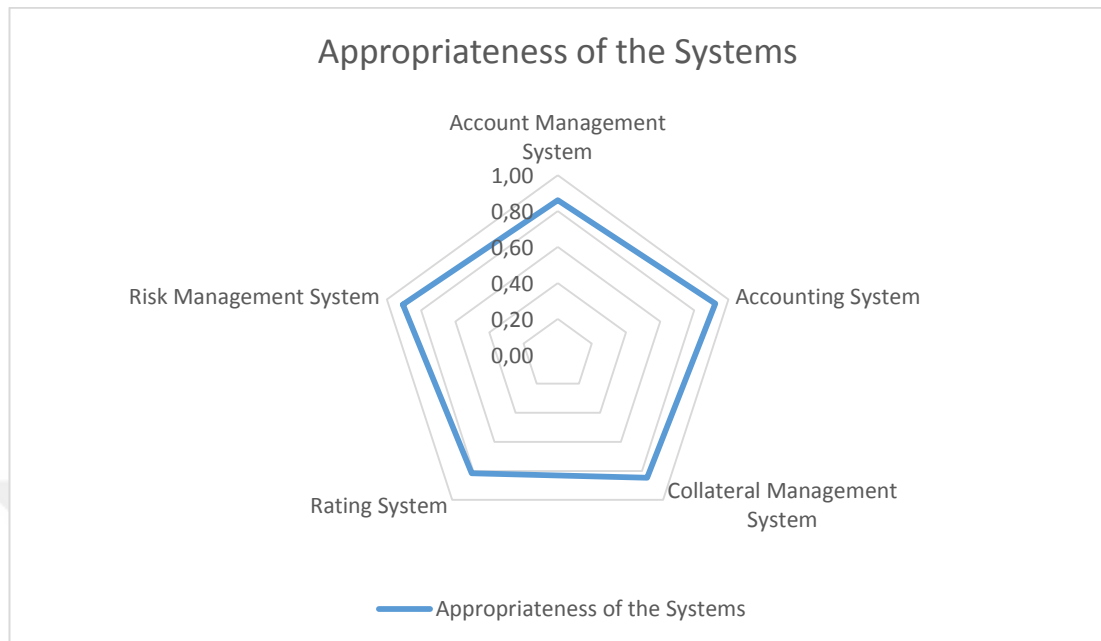 Appropriateness of the Systems
Account Management
System
1,00
0,80
0,60
0,40
0,20
0,00
Risk Management System
Accounting System
Rating System
Collateral Management
System
Appropriateness of the Systems